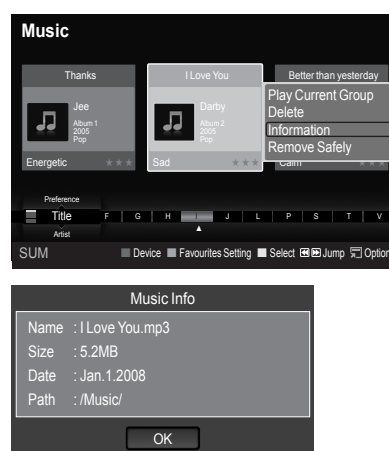 Music
Thanks
I Love You
Better than yesterday
Jee
Album 1
2005
Pop
Darby
Album 2
2005
Pop
Play Current Group
Delete
Information
Remove Safely
Energetic
Sad
Calm
Preference
Title
Artist
F G H J L P S T V
SUM Device Favourites Setting Select Jump Option
Music Info
Name : I Love You.mp3
Size : 5.2MB
Date : Jan.1.2008
Path : /Music/
OK